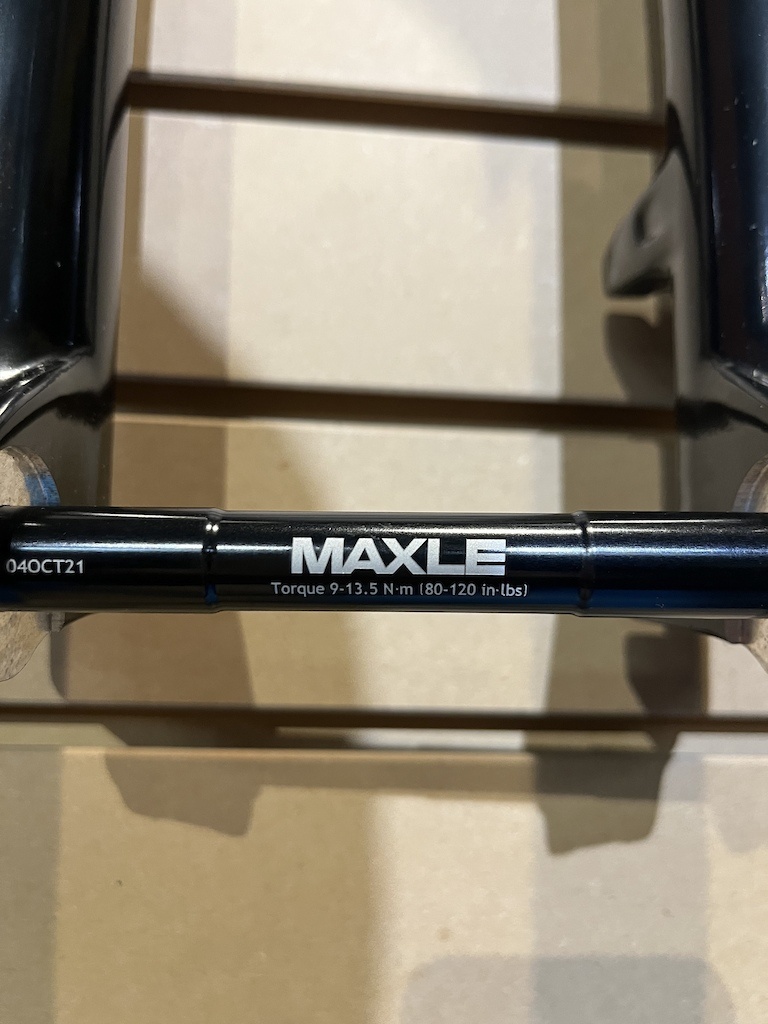 MAXLE
04OCT21
Torque 9-13.5 N·m (80-120 in·lbs)